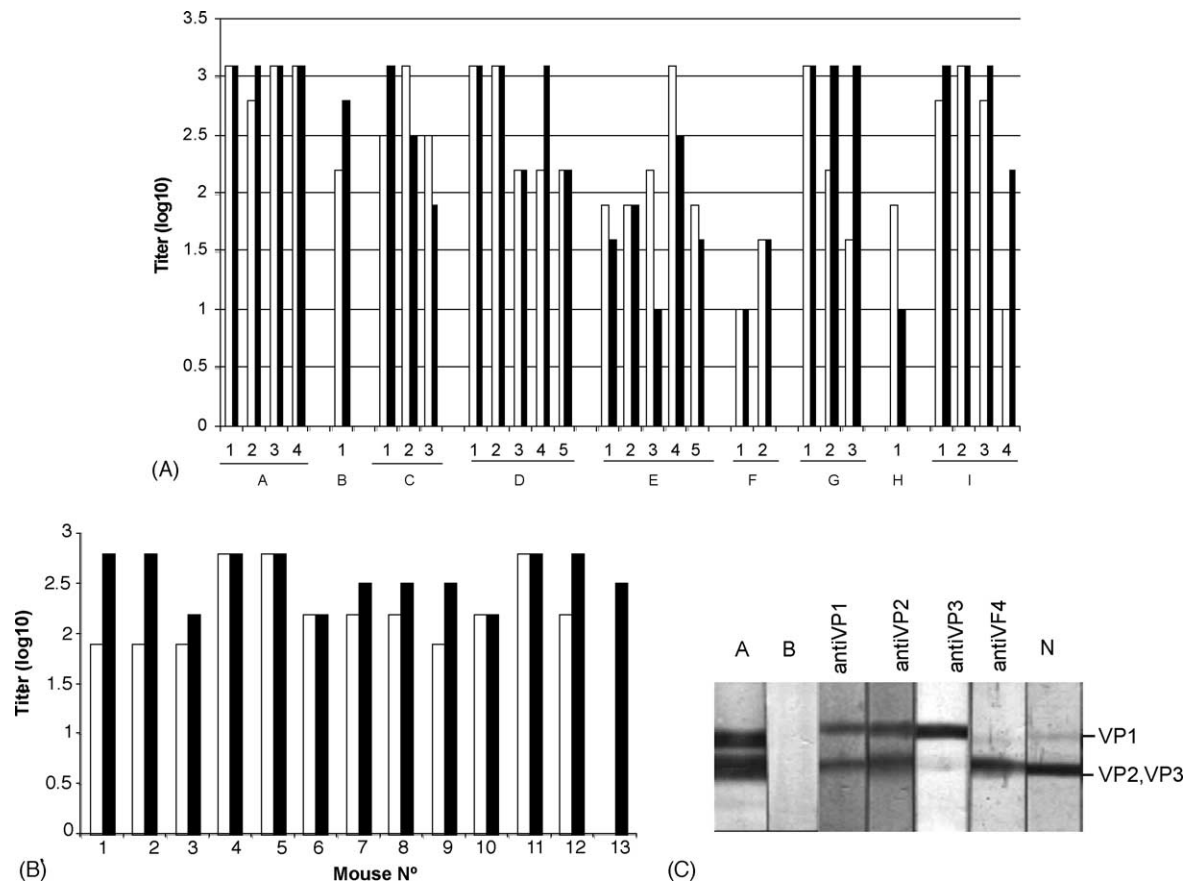 3.5
3
2.5
2
1.5
1
0.5
0
Titer (log10)
1 2 3 4 1 1 2 3 1 2 3 4 5 1 2 3 4 5 1 2 1 2 3 1 1 2 3 4
A B C D E F G H I
(A)
3
2.5
2
1.5
1
0.5
0
Titer (log10)
1 2 3 4 5 6 7 8 9 10 11 12 13
Mouse Nº
(B)
A B antiVP1 antiVP2 antiVP3 antiVF4 N
VP1
VP2,VP3
(C)